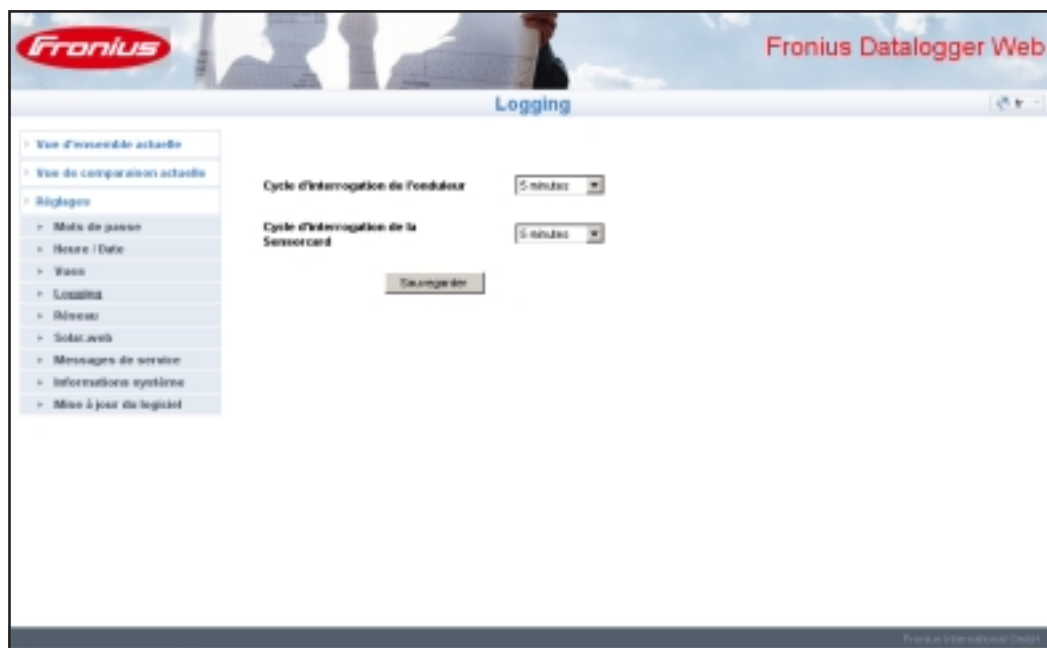 Fronius
Fronius Datalogger Web
Logging
fr
Vue d'ensemble actuelle
Vue de comparaison actuelle
Réglages
Mots de passe
Heure / Date
Vues
Logging
Réseau
Solar.web
Messages de service
Informations système
Mise à jour du logiciel
Cycle d'interrogation de l'onduleur
5 minutes
Cycle d'interrogation de la
Sensorcard
5 minutes
Sauvegarder
Fronius International GmbH